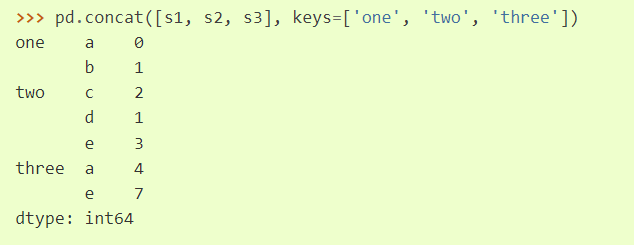 >>> pd.concat([s1, s2, s3], keys=['one', 'two', 'three'])
one    a    0
       b    1
two    c    2
       d    1
       e    3
three  a    4
       e    7
dtype: int64